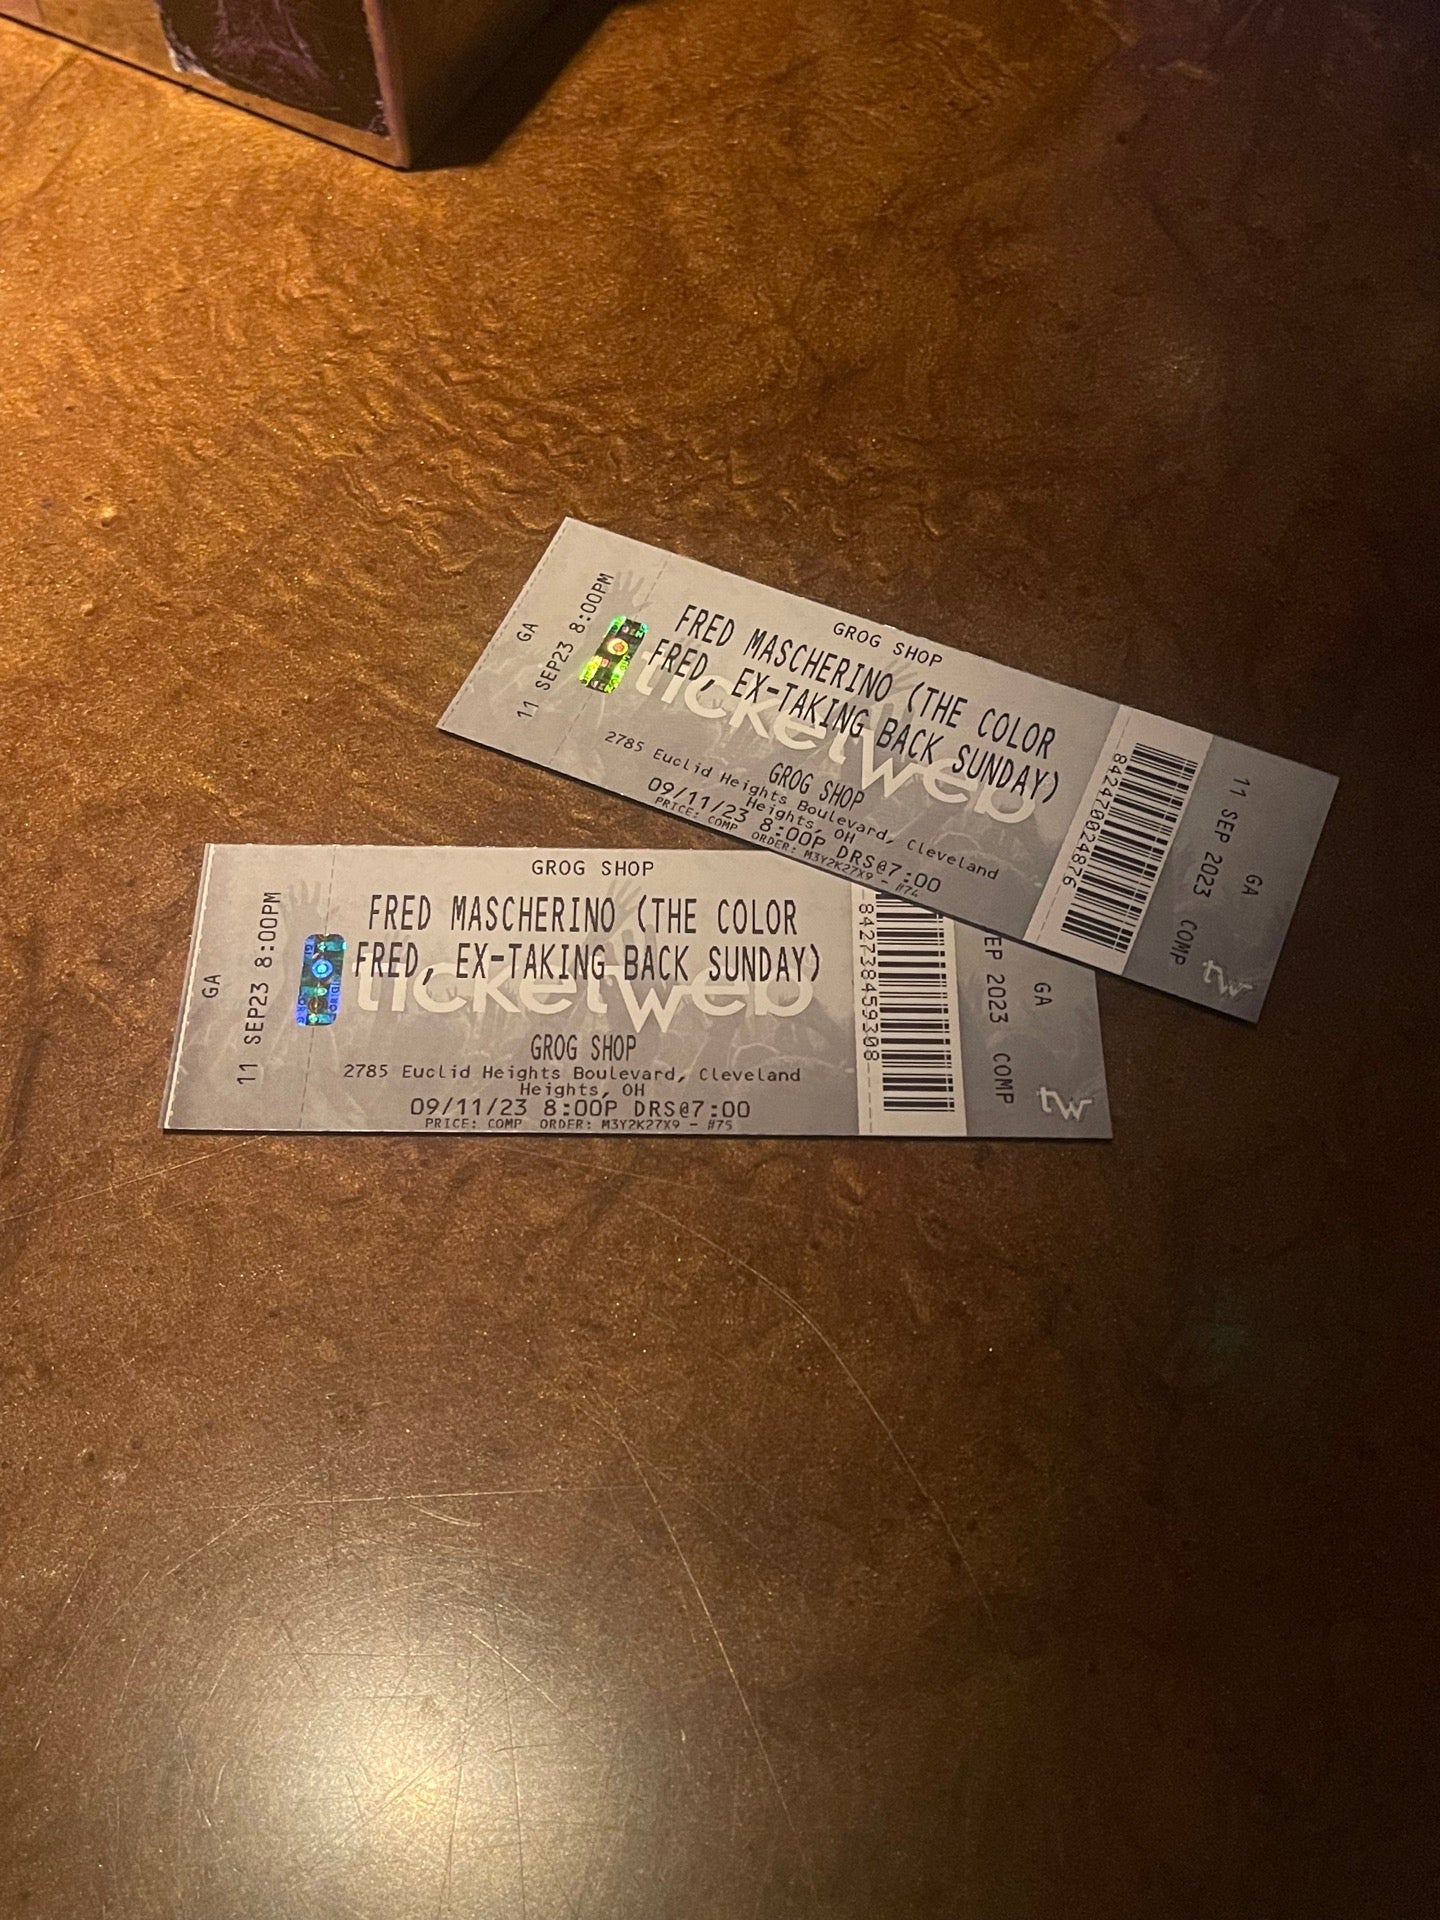 GA
11 SEP23 8:00PM
GROG SHOP
FRED MASCHERINO (THE COLOR
FRED, EX-TAKING BACK SUNDAY)
ticketweb
GROG SHOP
2785 Euclid Heights Boulevard, Cleveland
Heights, OH
09/11/23 8:00P DRS@7:00
PRICE: COMP ORDER: M3Y2K27X9 - #74
8424700024876
11 SEP 2023 COMP
GA
tw
GA
11 SEP23 8:00PM
GROG SHOP
FRED MASCHERINO (THE COLOR
FRED, EX-TAKING BACK SUNDAY)
ticketweb
GROG SHOP
2785 Euclid Heights Boulevard, Cleveland
Heights, OH
09/11/23 8:00P DRS@7:00
PRICE: COMP ORDER: M3Y2K27X9 - #75
842738459308
EP 2023 COMP
GA
tw